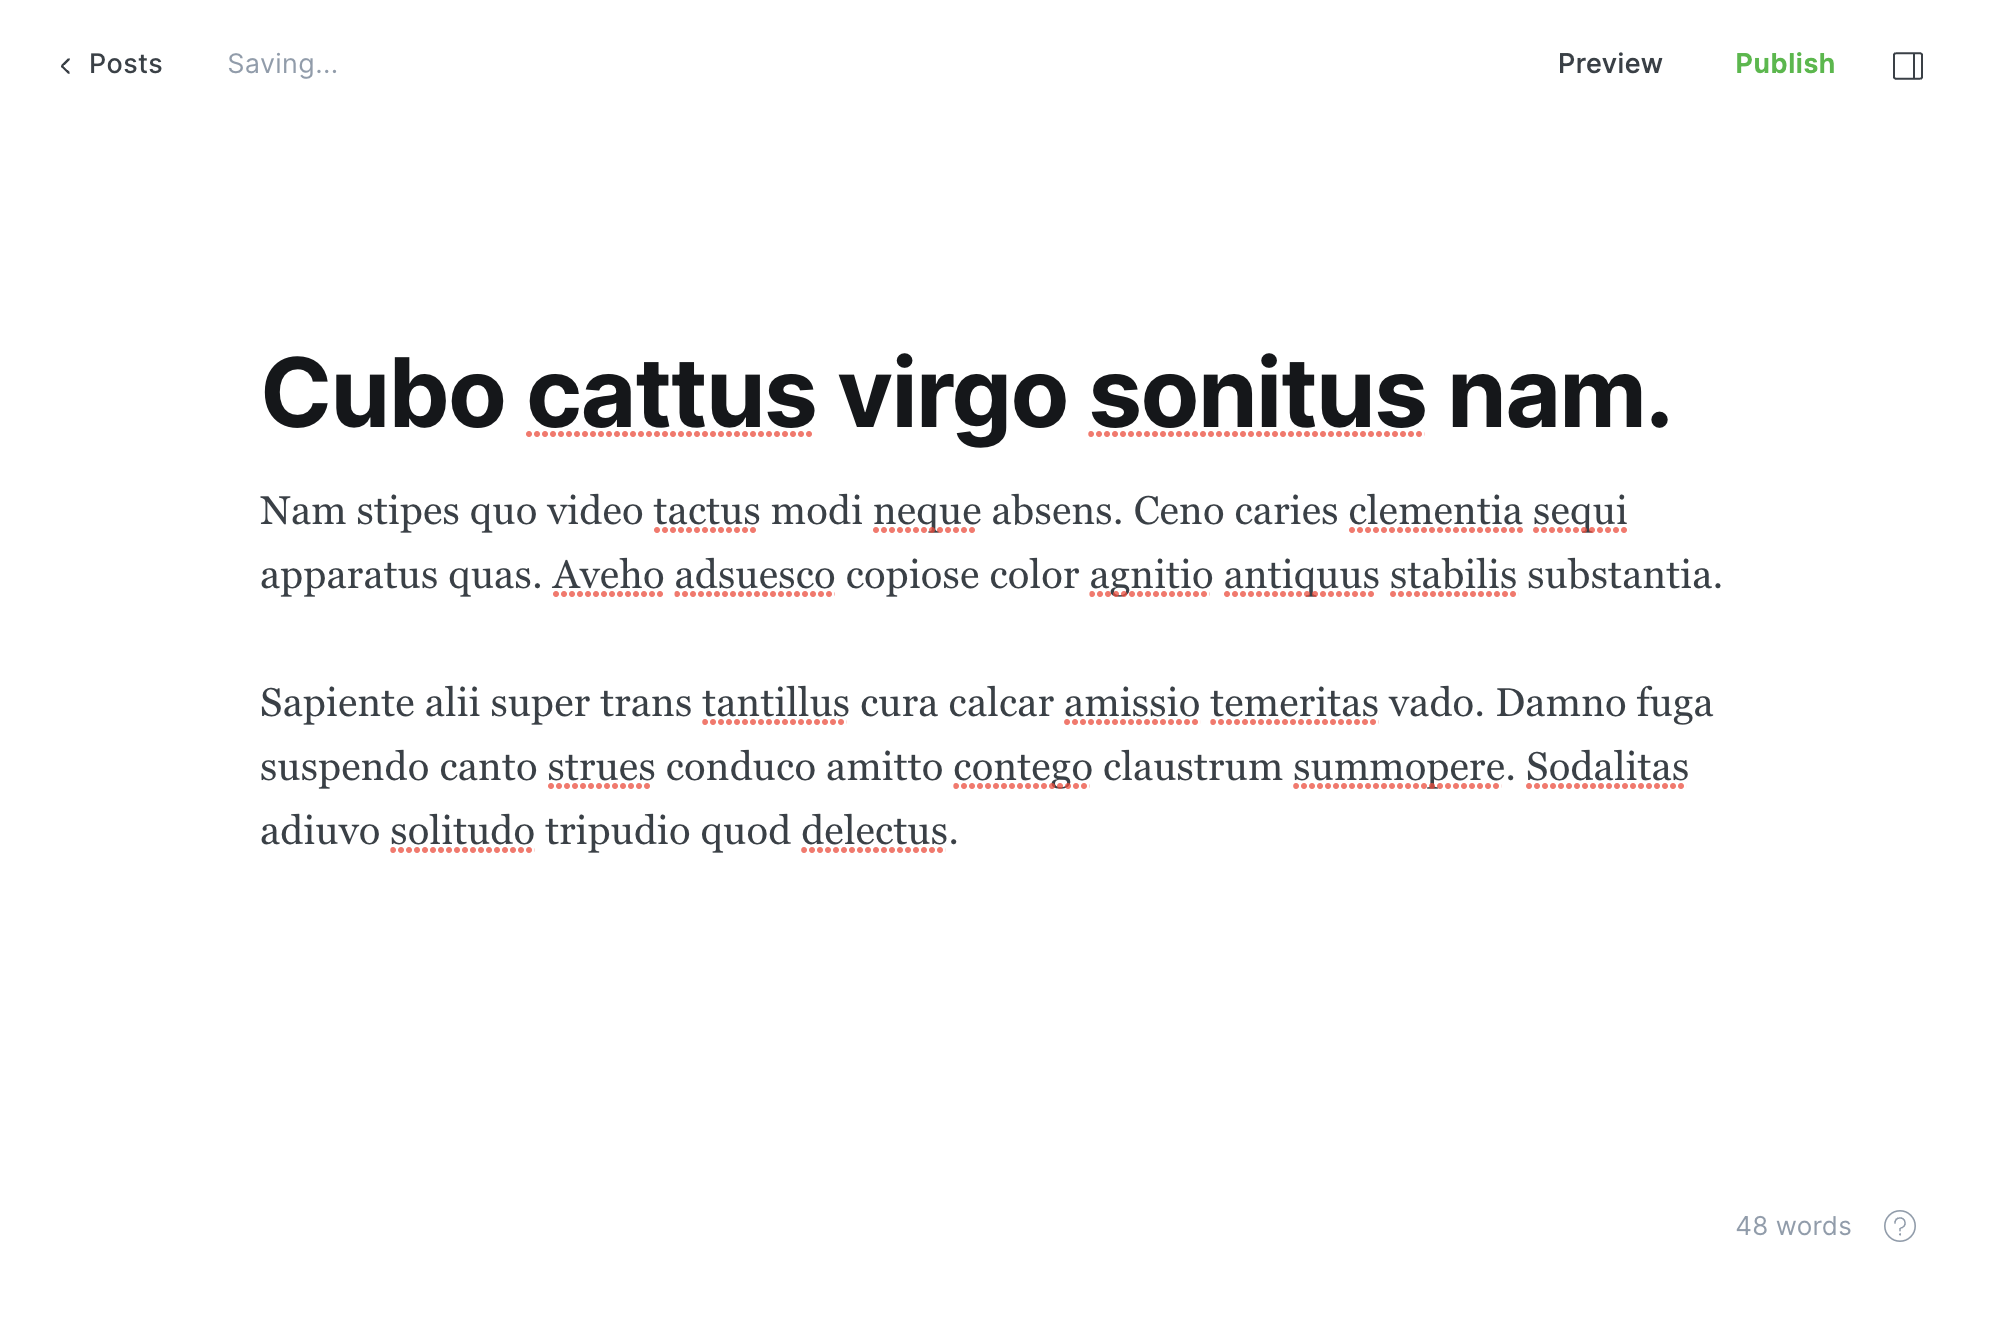 Posts
Saving...
Preview
Publish
Cubo cattus virgo sonitus nam.
Nam stipes quo video tactus modi neque absens. Ceno caries clementia sequi
apparatus quas. Aveho adsuesco copiose color agnitio antiquus stabilis substantia.
Sapiente alii super trans tantillus cura calcar amissio temeritas vado. Damno fuga
suspendo canto strues conduco amitto contego claustrum summopere. Sodalitas
adiuvo solitudo tripudio quod delectus.
48 words
?